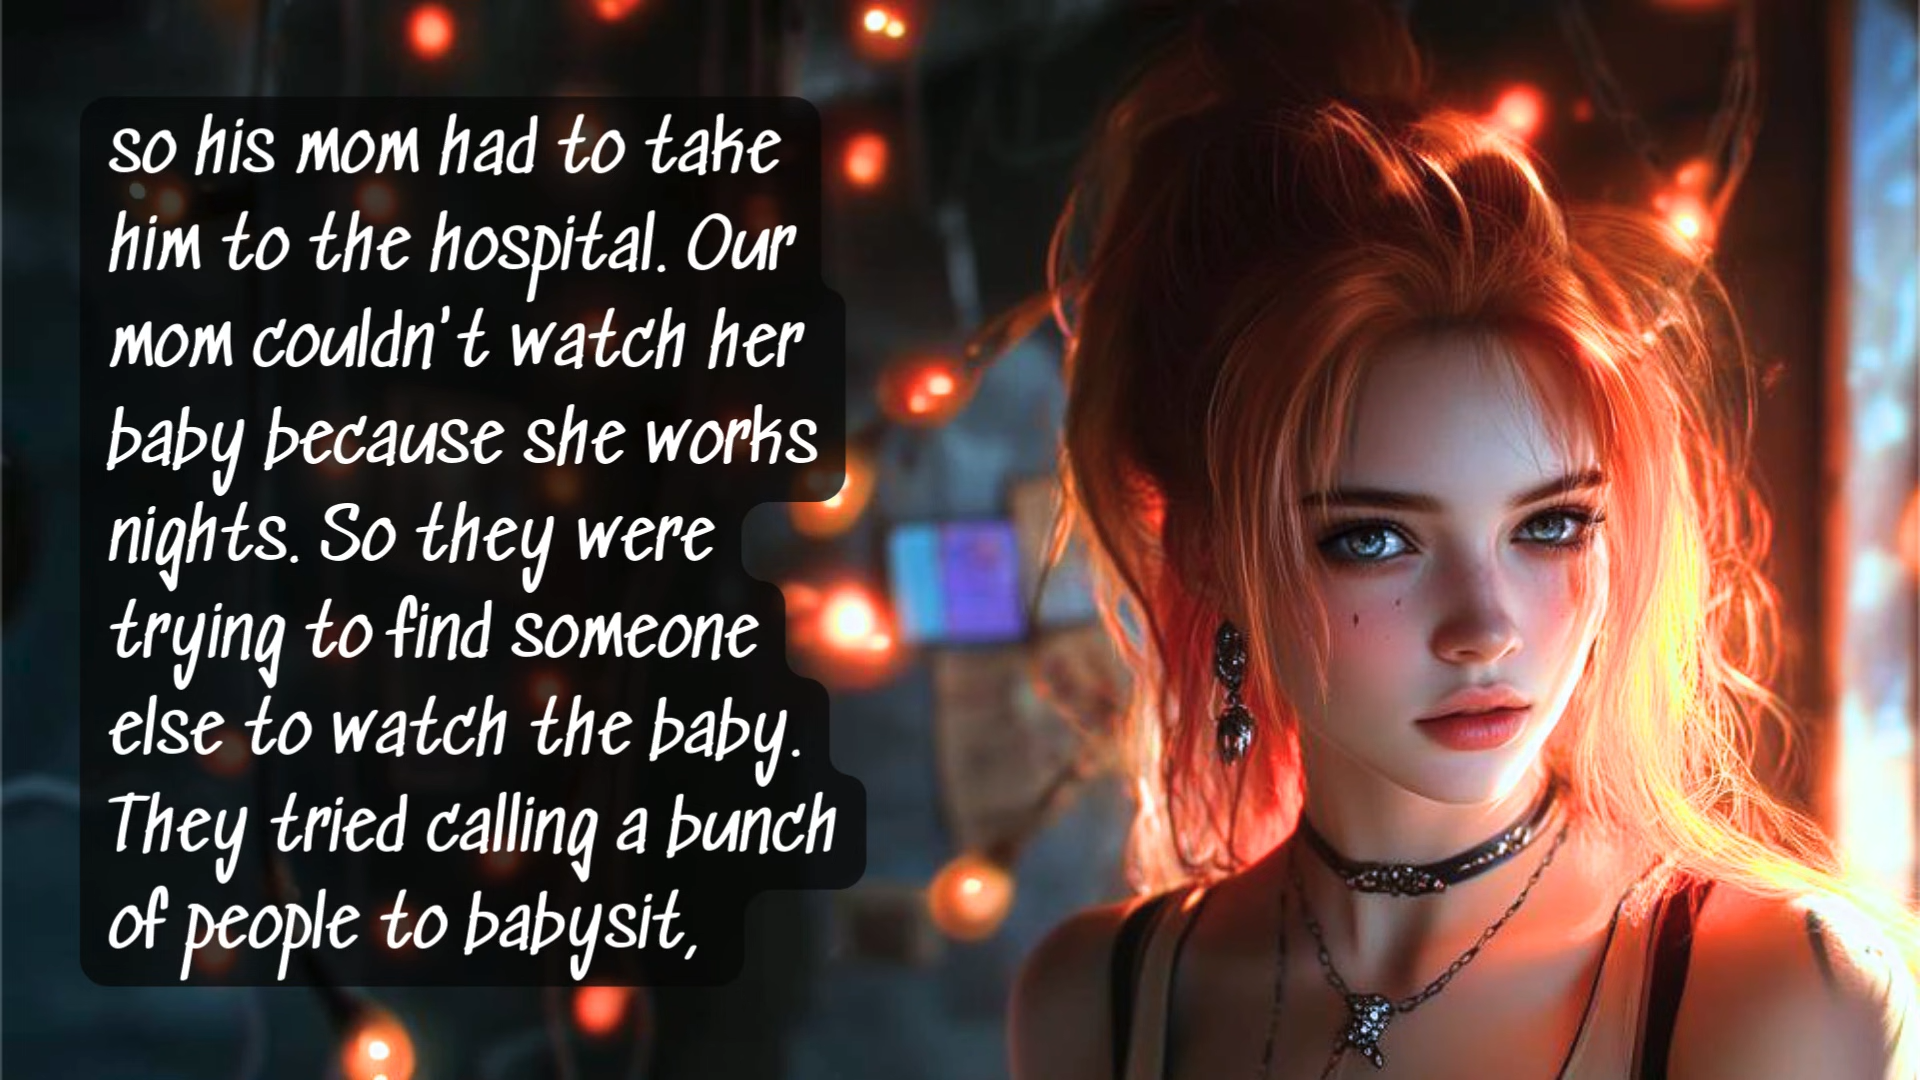 so his mom had to take
him to the hospital. Our
mom couldn't watch her
baby because she works
nights. So they were
trying to find someone
else to watch the baby.
They tried calling a bunch
of people to babysit,